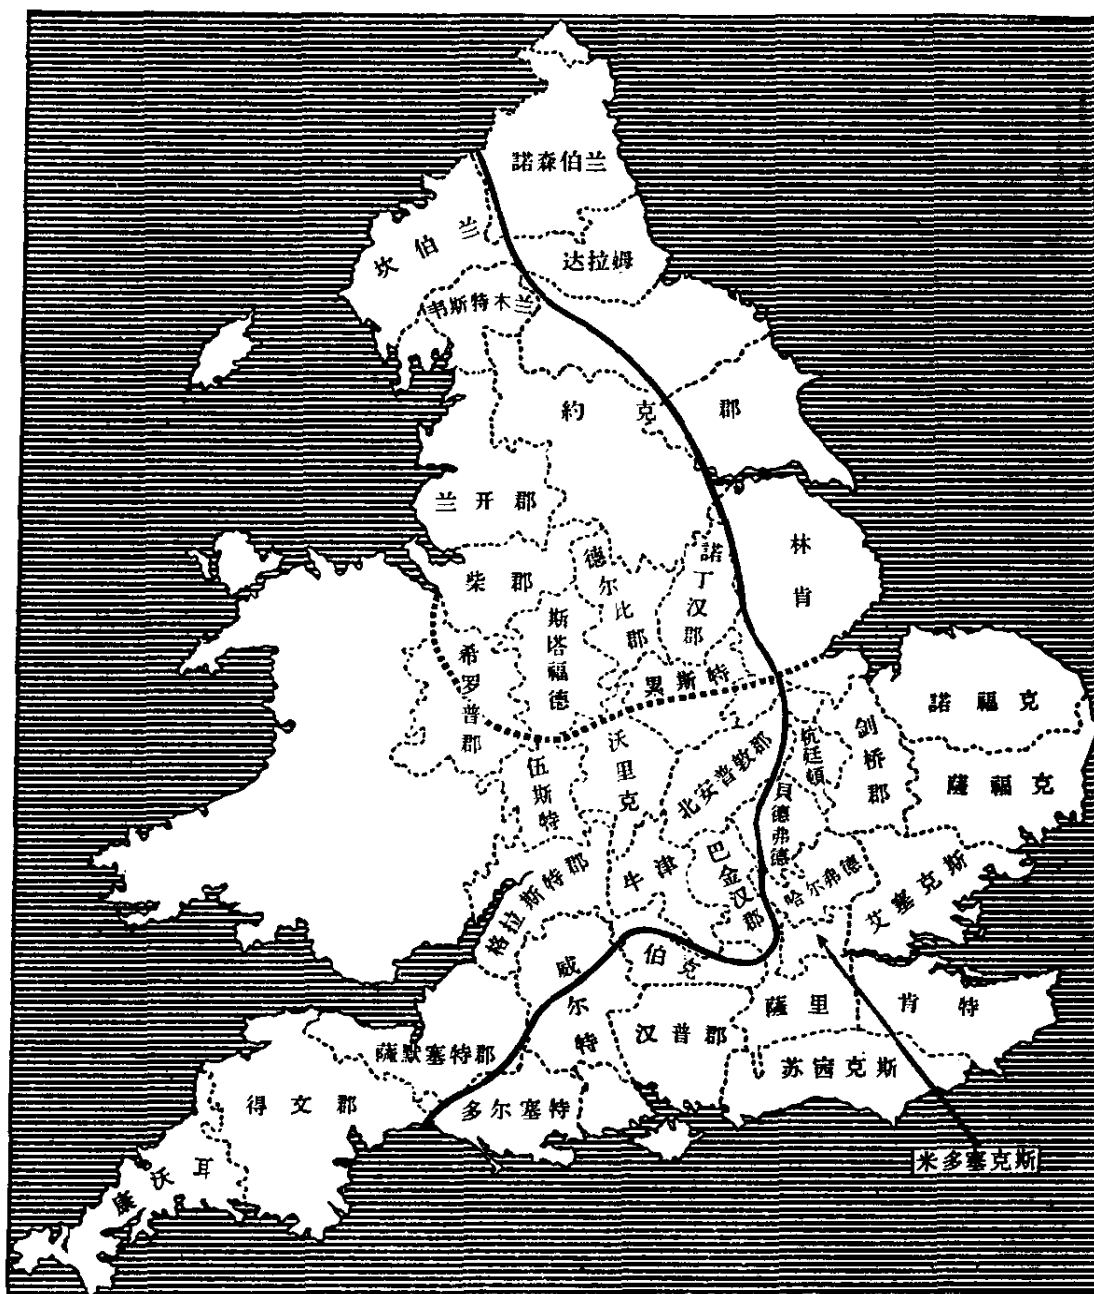 諾森伯兰
坎伯兰
达拉姆
韦斯特木兰
約克郡
兰开郡
林肯
柴郡
德尔比郡
諾丁汉郡
斯塔福德
希罗普郡
累斯特
諾福克
伍斯特
沃里克
北安普敦郡
杭廷頓
剑桥郡
薩福克
貝德弗德
格拉斯特郡
牛津
巴金汉郡
哈尔弗德
艾塞克斯
威尔特
伯克
汉普郡
薩里
肯特
薩默塞特郡
苏园克斯
得文郡
多尔塞特
米多塞克斯
康沃耳